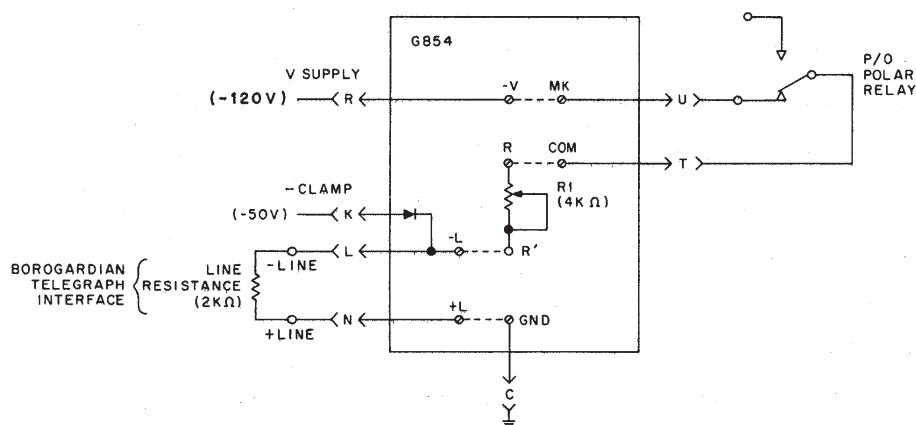 G854
V SUPPLY
(-120V)
R
-V
MK
U
P/O
POLAR
RELAY
R
COM
T
R1
(4KΩ)
-CLAMP
(-50V)
K
-L
R'
L
-LINE
BOROGARDIAN
TELEGRAPH
INTERFACE
LINE
RESISTANCE
(2KΩ)
+LINE
N
+L
GND
C